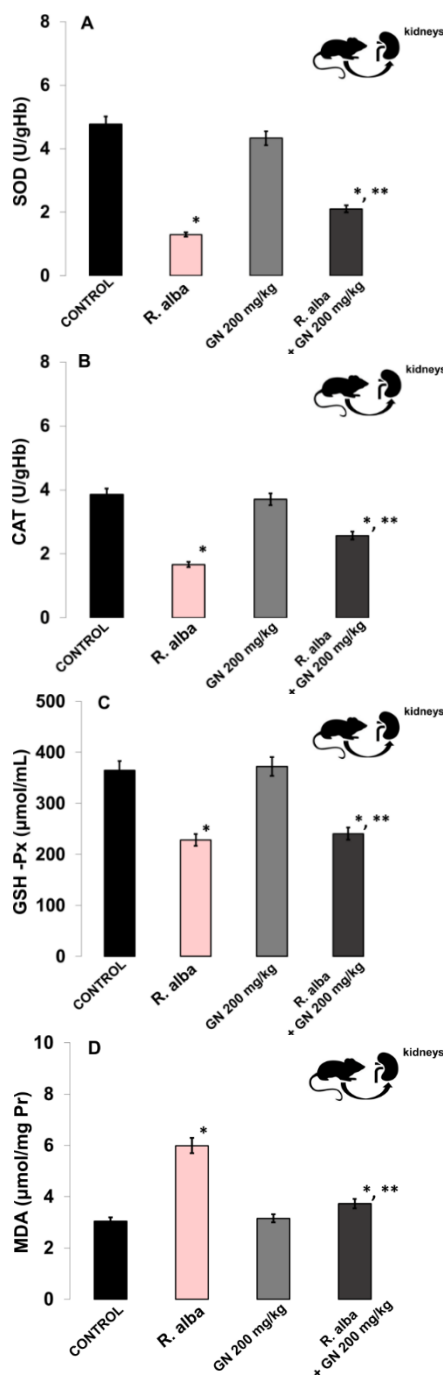 A
kidneys
SOD (U/gHb)
8
6
4
2
0
*
*, **
CONTROL
R. alba
GN 200 mg/kg
R. alba
+ GN 200 mg/kg
B
kidneys
CAT (U/gHb)
8
6
4
2
0
*
*, **
CONTROL
R. alba
GN 200 mg/kg
R. alba
+ GN 200 mg/kg
C
kidneys
GSH -Px (µmol/mL)
500
400
300
200
100
0
*
*, **
CONTROL
R. alba
GN 200 mg/kg
R. alba
+ GN 200 mg/kg
D
kidneys
MDA (µmol/mg Pr)
10
8
6
4
2
0
*
*, **
CONTROL
R. alba
GN 200 mg/kg
R. alba
+ GN 200 mg/kg